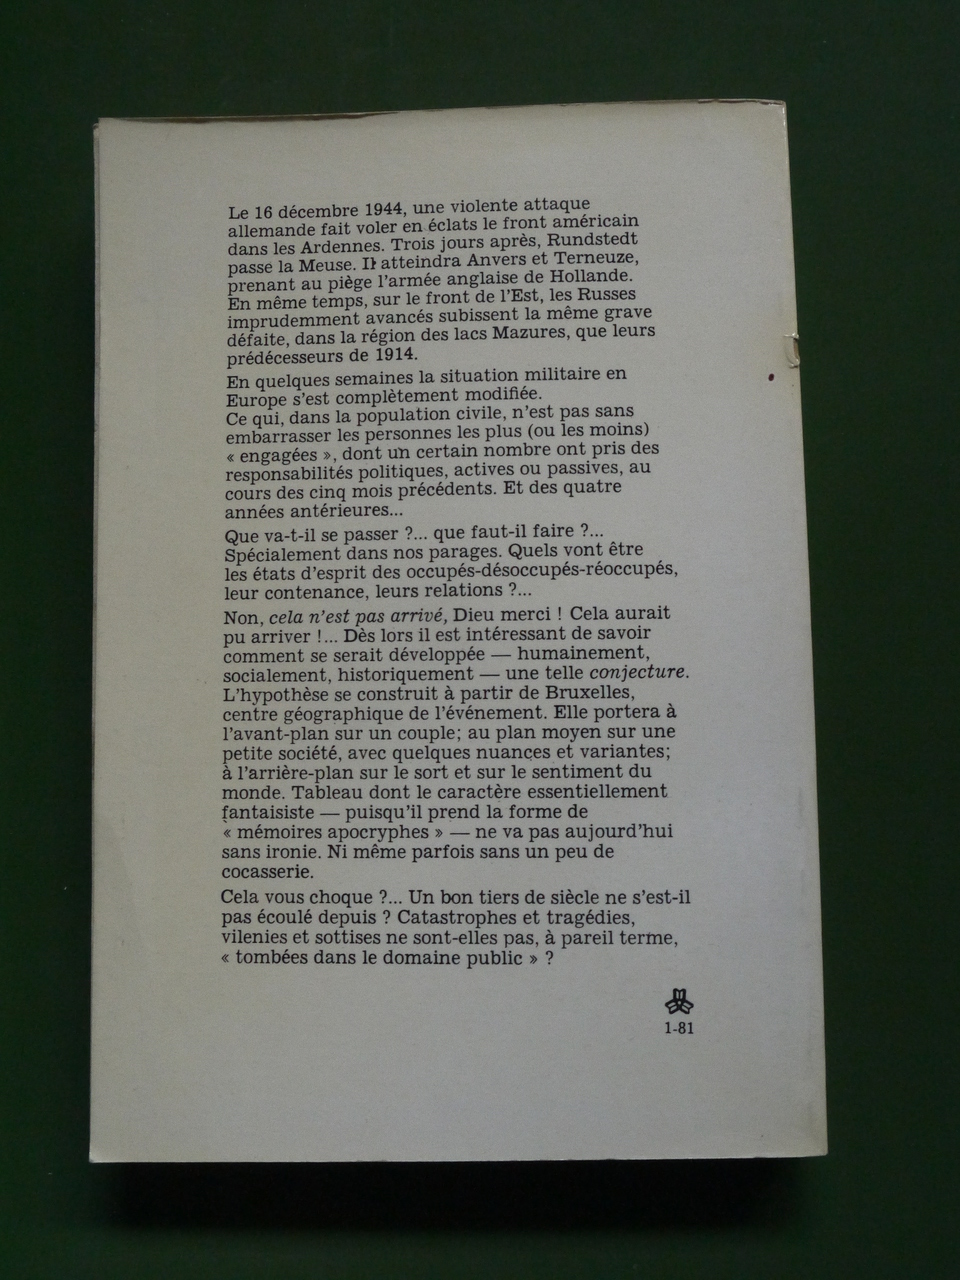 Le 16 décembre 1944, une violente attaque
allemande fait voler en éclats le front américain
dans les Ardennes. Trois jours après, Rundstedt
passe la Meuse. Il atteindra Anvers et Terneuze,
prenant au piège l'armée anglaise de Hollande.
En même temps, sur le front de l'Est, les Russes
imprudemment avancés subissent la même grave
défaite, dans la région des lacs Mazures, que leurs
prédécesseurs de 1914.
En quelques semaines la situation militaire en
Europe s'est complètement modifiée.
Ce qui, dans la population civile, n'est pas sans
embarrasser les personnes les plus (ou les moins)
« engagées », dont un certain nombre ont pris des
responsabilités politiques, actives ou passives, au
cours des cinq mois précédents. Et des quatre
années antérieures...
Que va-t-il se passer ?... que faut-il faire ?...
Spécialement dans nos parages. Quels vont être
les états d'esprit des occupés-désoccupés-réoccupés,
leur contenance, leurs relations ?...
Non, cela n'est pas arrivé, Dieu merci ! Cela aurait
pu arriver !... Dès lors il est intéressant de savoir
comment se serait développée — humainement,
socialement, historiquement — une telle conjecture.
L'hypothèse se construit à partir de Bruxelles,
centre géographique de l'événement. Elle portera à
l'avant-plan sur un couple; au plan moyen sur une
petite société, avec quelques nuances et variantes;
à l'arrière-plan sur le sort et sur le sentiment du
monde. Tableau dont le caractère essentiellement
fantaisiste — puisqu'il prend la forme de
« mémoires apocryphes » — ne va pas aujourd'hui
sans ironie. Ni même parfois sans un peu de
cocasserie.
Cela vous choque ?... Un bon tiers de siècle ne s'est-il
pas écoulé depuis ? Catastrophes et tragédies,
vilenies et sottises ne sont-elles pas, à pareil terme,
« tombées dans le domaine public » ?
1-81